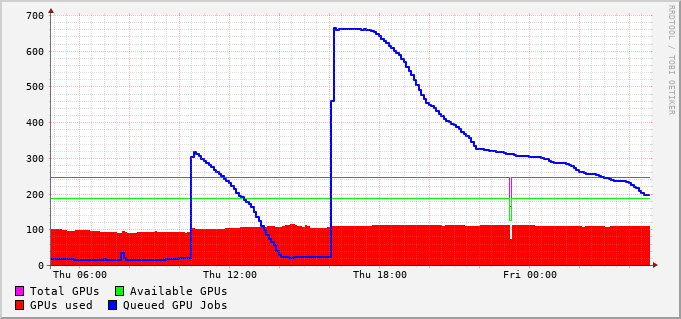 700
600
500
400
300
200
100
0
Thu 06:00 Thu 12:00 Thu 18:00 Fri 00:00
Total GPUs Available GPUs
GPUs used Queued GPU Jobs
RRDTOOL / TOBI OETIKER